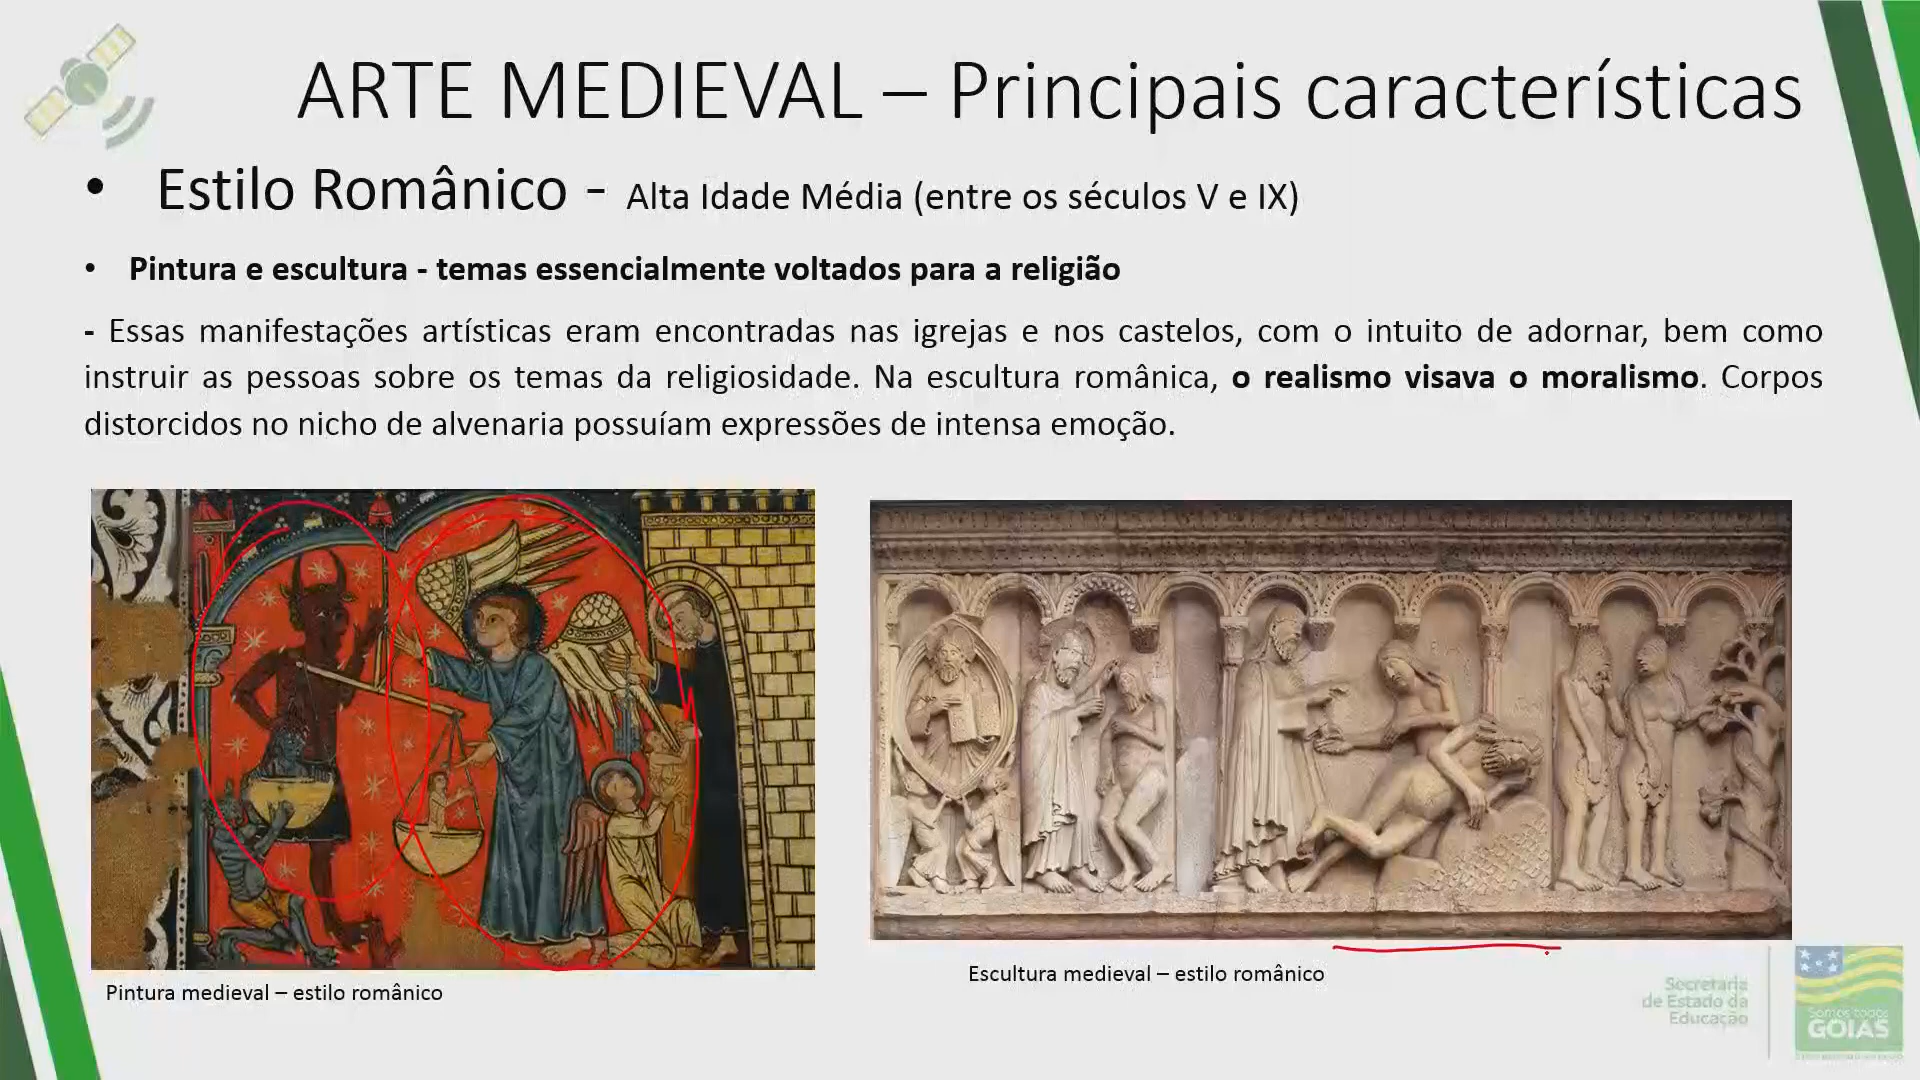 ARTE MEDIEVAL – Principais características
• Estilo Românico - Alta Idade Média (entre os séculos V e IX)
• Pintura e escultura - temas essencialmente voltados para a religião
- Essas manifestações artísticas eram encontradas nas igrejas e nos castelos, com o intuito de adornar, bem como
instruir as pessoas sobre os temas da religiosidade. Na escultura românica, o realismo visava o moralismo. Corpos
distorcidos no nicho de alvenaria possuíam expressões de intensa emoção.
Pintura medieval – estilo românico
Escultura medieval – estilo românico
Secretaria
de Estado da
Educação
Somos todos
GOIÁS